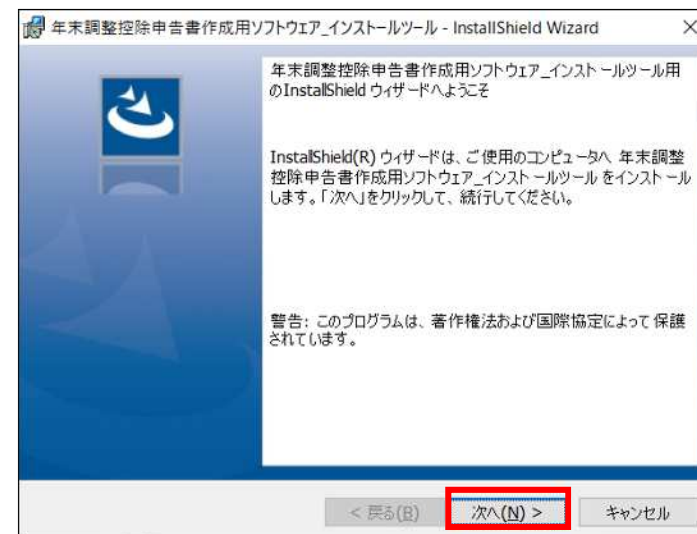 年末調整控除申告書作成用ソフトウェア_インストールツール - InstallShield Wizard
年末調整控除申告書作成用ソフトウェア_インストールツール用
のInstallShield ウィザードへようこそ
InstallShield(R) ウィザードは、ご使用のコンピュータへ 年末調整
控除申告書作成用ソフトウェア_インストールツール をインストール
します。「次へ」をクリックして、続行してください。
警告: このプログラムは、著作権法および国際協定によって保護
されています。
< 戻る(B) 次へ(N) > キャンセル